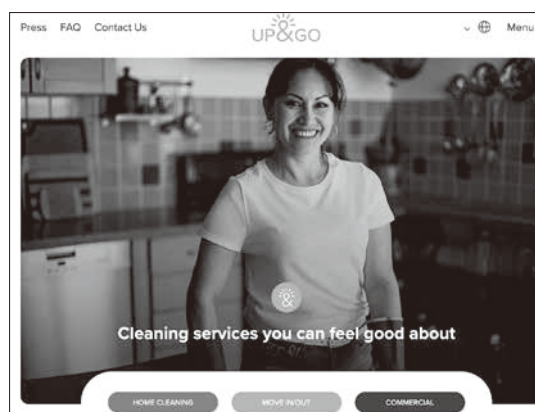 Press FAQ Contact Us UP&GO Menu
Cleaning services you can feel good about
HOME CLEANING MOVE IN/OUT COMMERCIAL